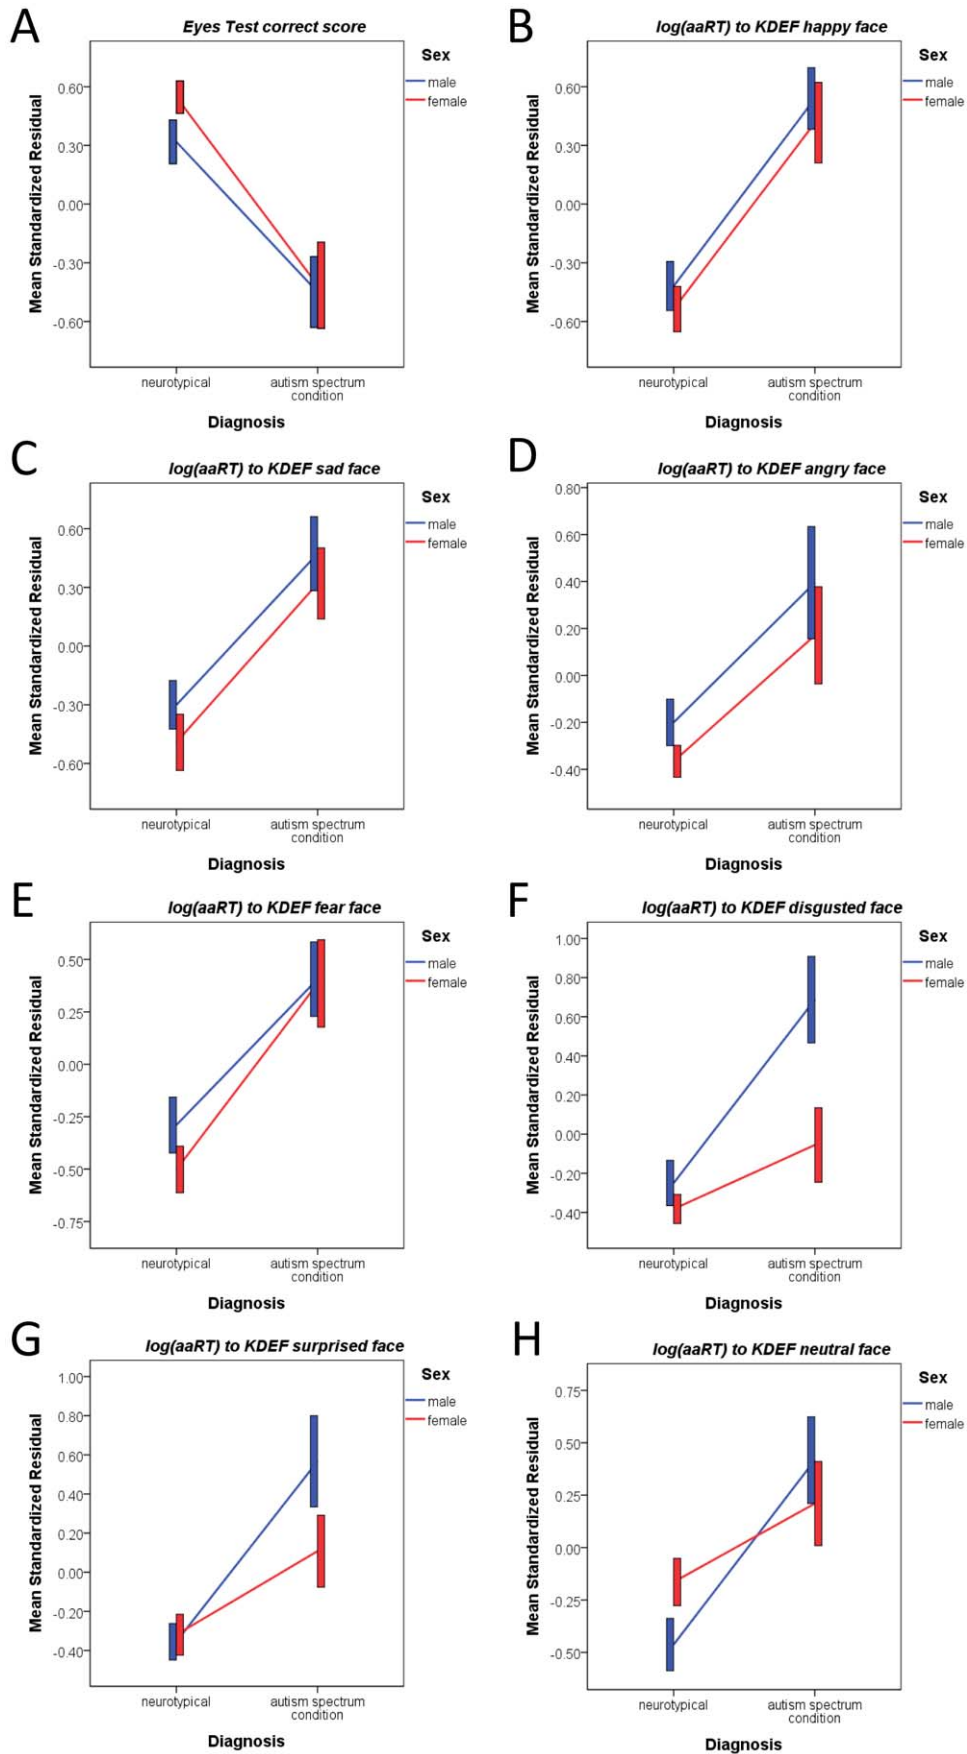 A
Eyes Test correct score
Sex
male
female
Mean Standardized Residual
0.60
0.30
0.00
-0.30
-0.60
neurotypical
autism spectrum
condition
Diagnosis
B
log(aaRT) to KDEF happy face
Sex
male
female
Mean Standardized Residual
0.60
0.30
0.00
-0.30
-0.60
neurotypical
autism spectrum
condition
Diagnosis
C
log(aaRT) to KDEF sad face
Sex
male
female
Mean Standardized Residual
0.60
0.30
0.00
-0.30
-0.60
neurotypical
autism spectrum
condition
Diagnosis
D
log(aaRT) to KDEF angry face
Sex
male
female
Mean Standardized Residual
0.80
0.60
0.40
0.20
0.00
-0.20
-0.40
neurotypical
autism spectrum
condition
Diagnosis
E
log(aaRT) to KDEF fear face
Sex
male
female
Mean Standardized Residual
0.50
0.25
0.00
-0.25
-0.50
-0.75
neurotypical
autism spectrum
condition
Diagnosis
F
log(aaRT) to KDEF disgusted face
Sex
male
female
Mean Standardized Residual
1.00
0.80
0.60
0.40
0.20
0.00
-0.20
-0.40
neurotypical
autism spectrum
condition
Diagnosis
G
log(aaRT) to KDEF surprised face
Sex
male
female
Mean Standardized Residual
1.00
0.80
0.60
0.40
0.20
0.00
-0.20
-0.40
neurotypical
autism spectrum
condition
Diagnosis
H
log(aaRT) to KDEF neutral face
Sex
male
female
Mean Standardized Residual
0.75
0.50
0.25
0.00
-0.25
-0.50
neurotypical
autism spectrum
condition
Diagnosis